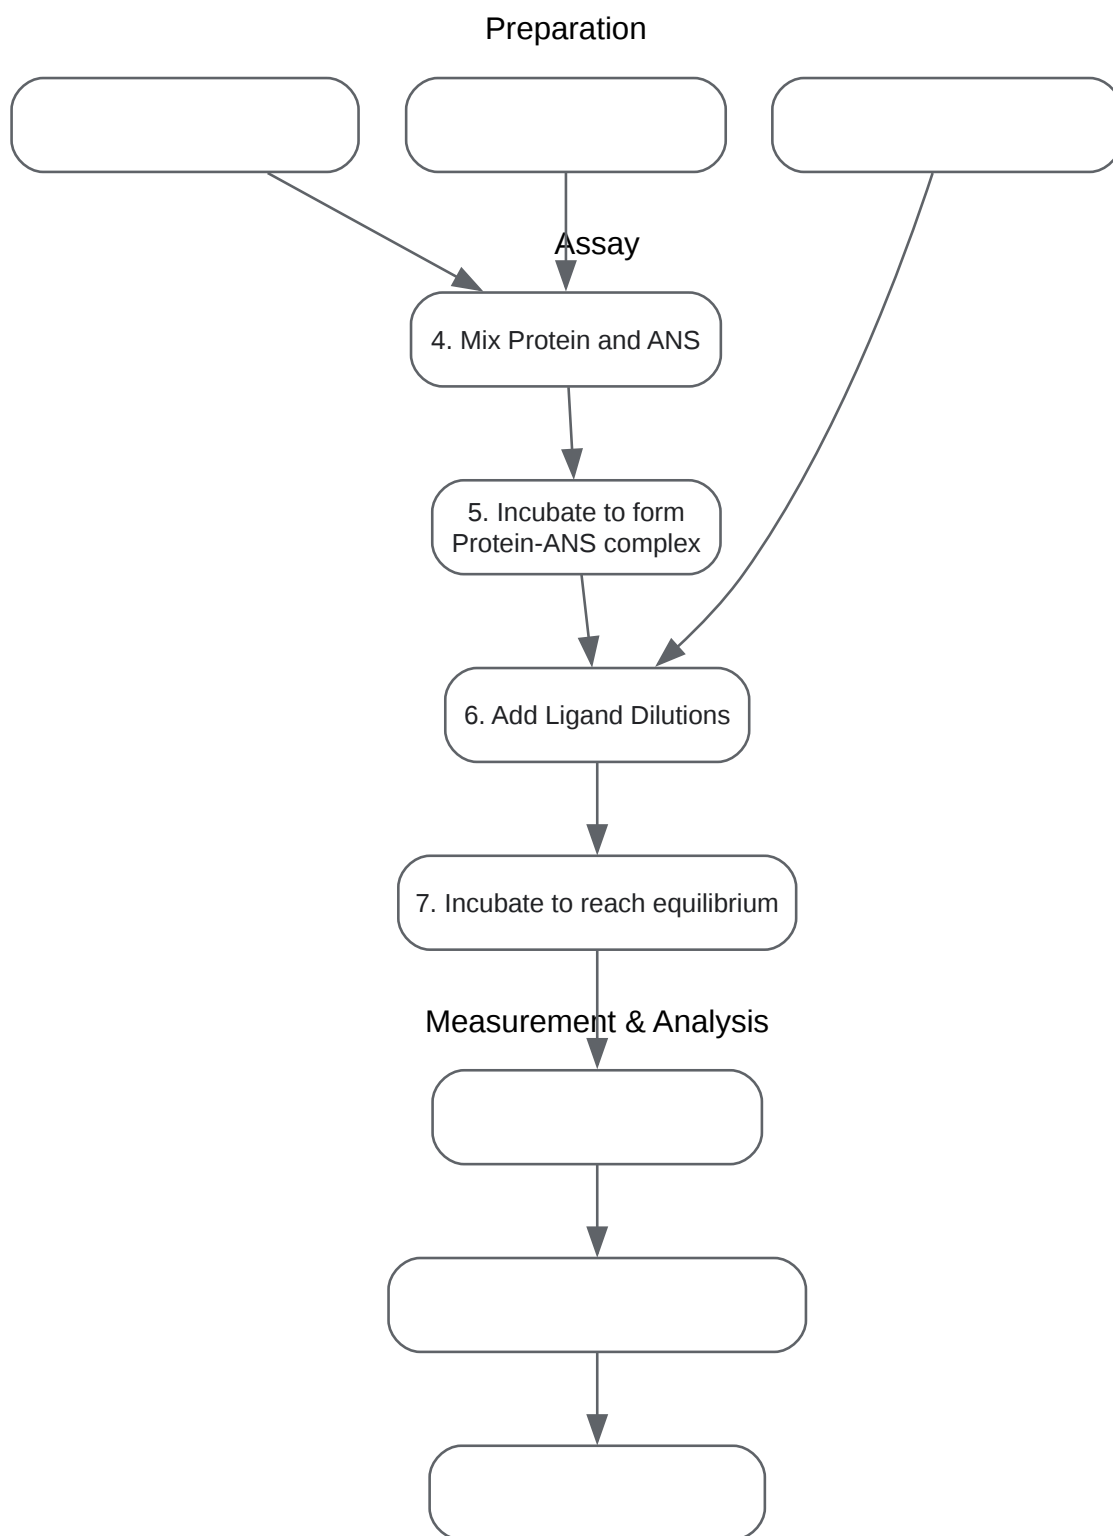 Preparation
Assay
4. Mix Protein and ANS
5. Incubate to form
Protein-ANS complex
6. Add Ligand Dilutions
7. Incubate to reach equilibrium
Measurement & Analysis